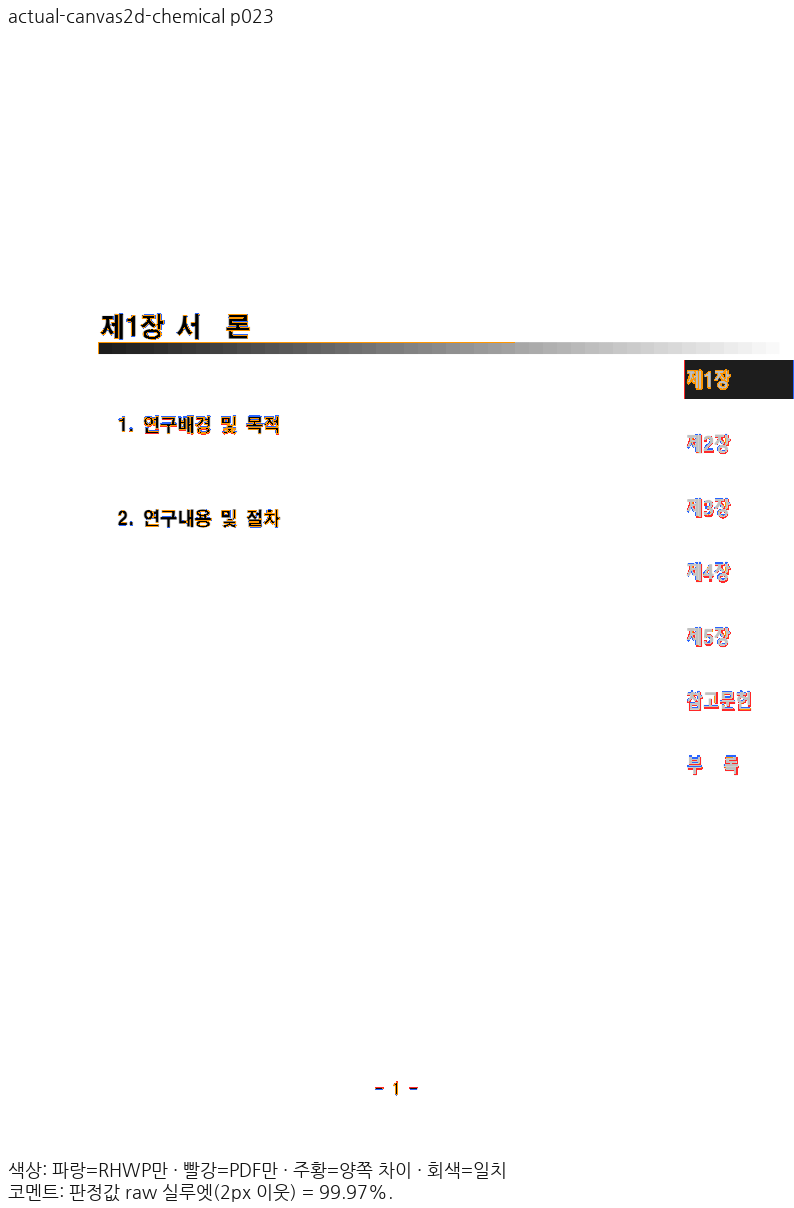 actual-canvas2d-chemical p023
제1장 서 론
제1장
1. 연구배경 및 목적
제2장
제3장
2. 연구내용 및 절차
제4장
제5장
참고문헌
부 록
- 1 -
색상: 파랑=RHWP만 · 빨강=PDF만 · 주황=양쪽 차이 · 회색=일치
코멘트: 판정값 raw 실루엣(2px 이웃) = 99.97%.